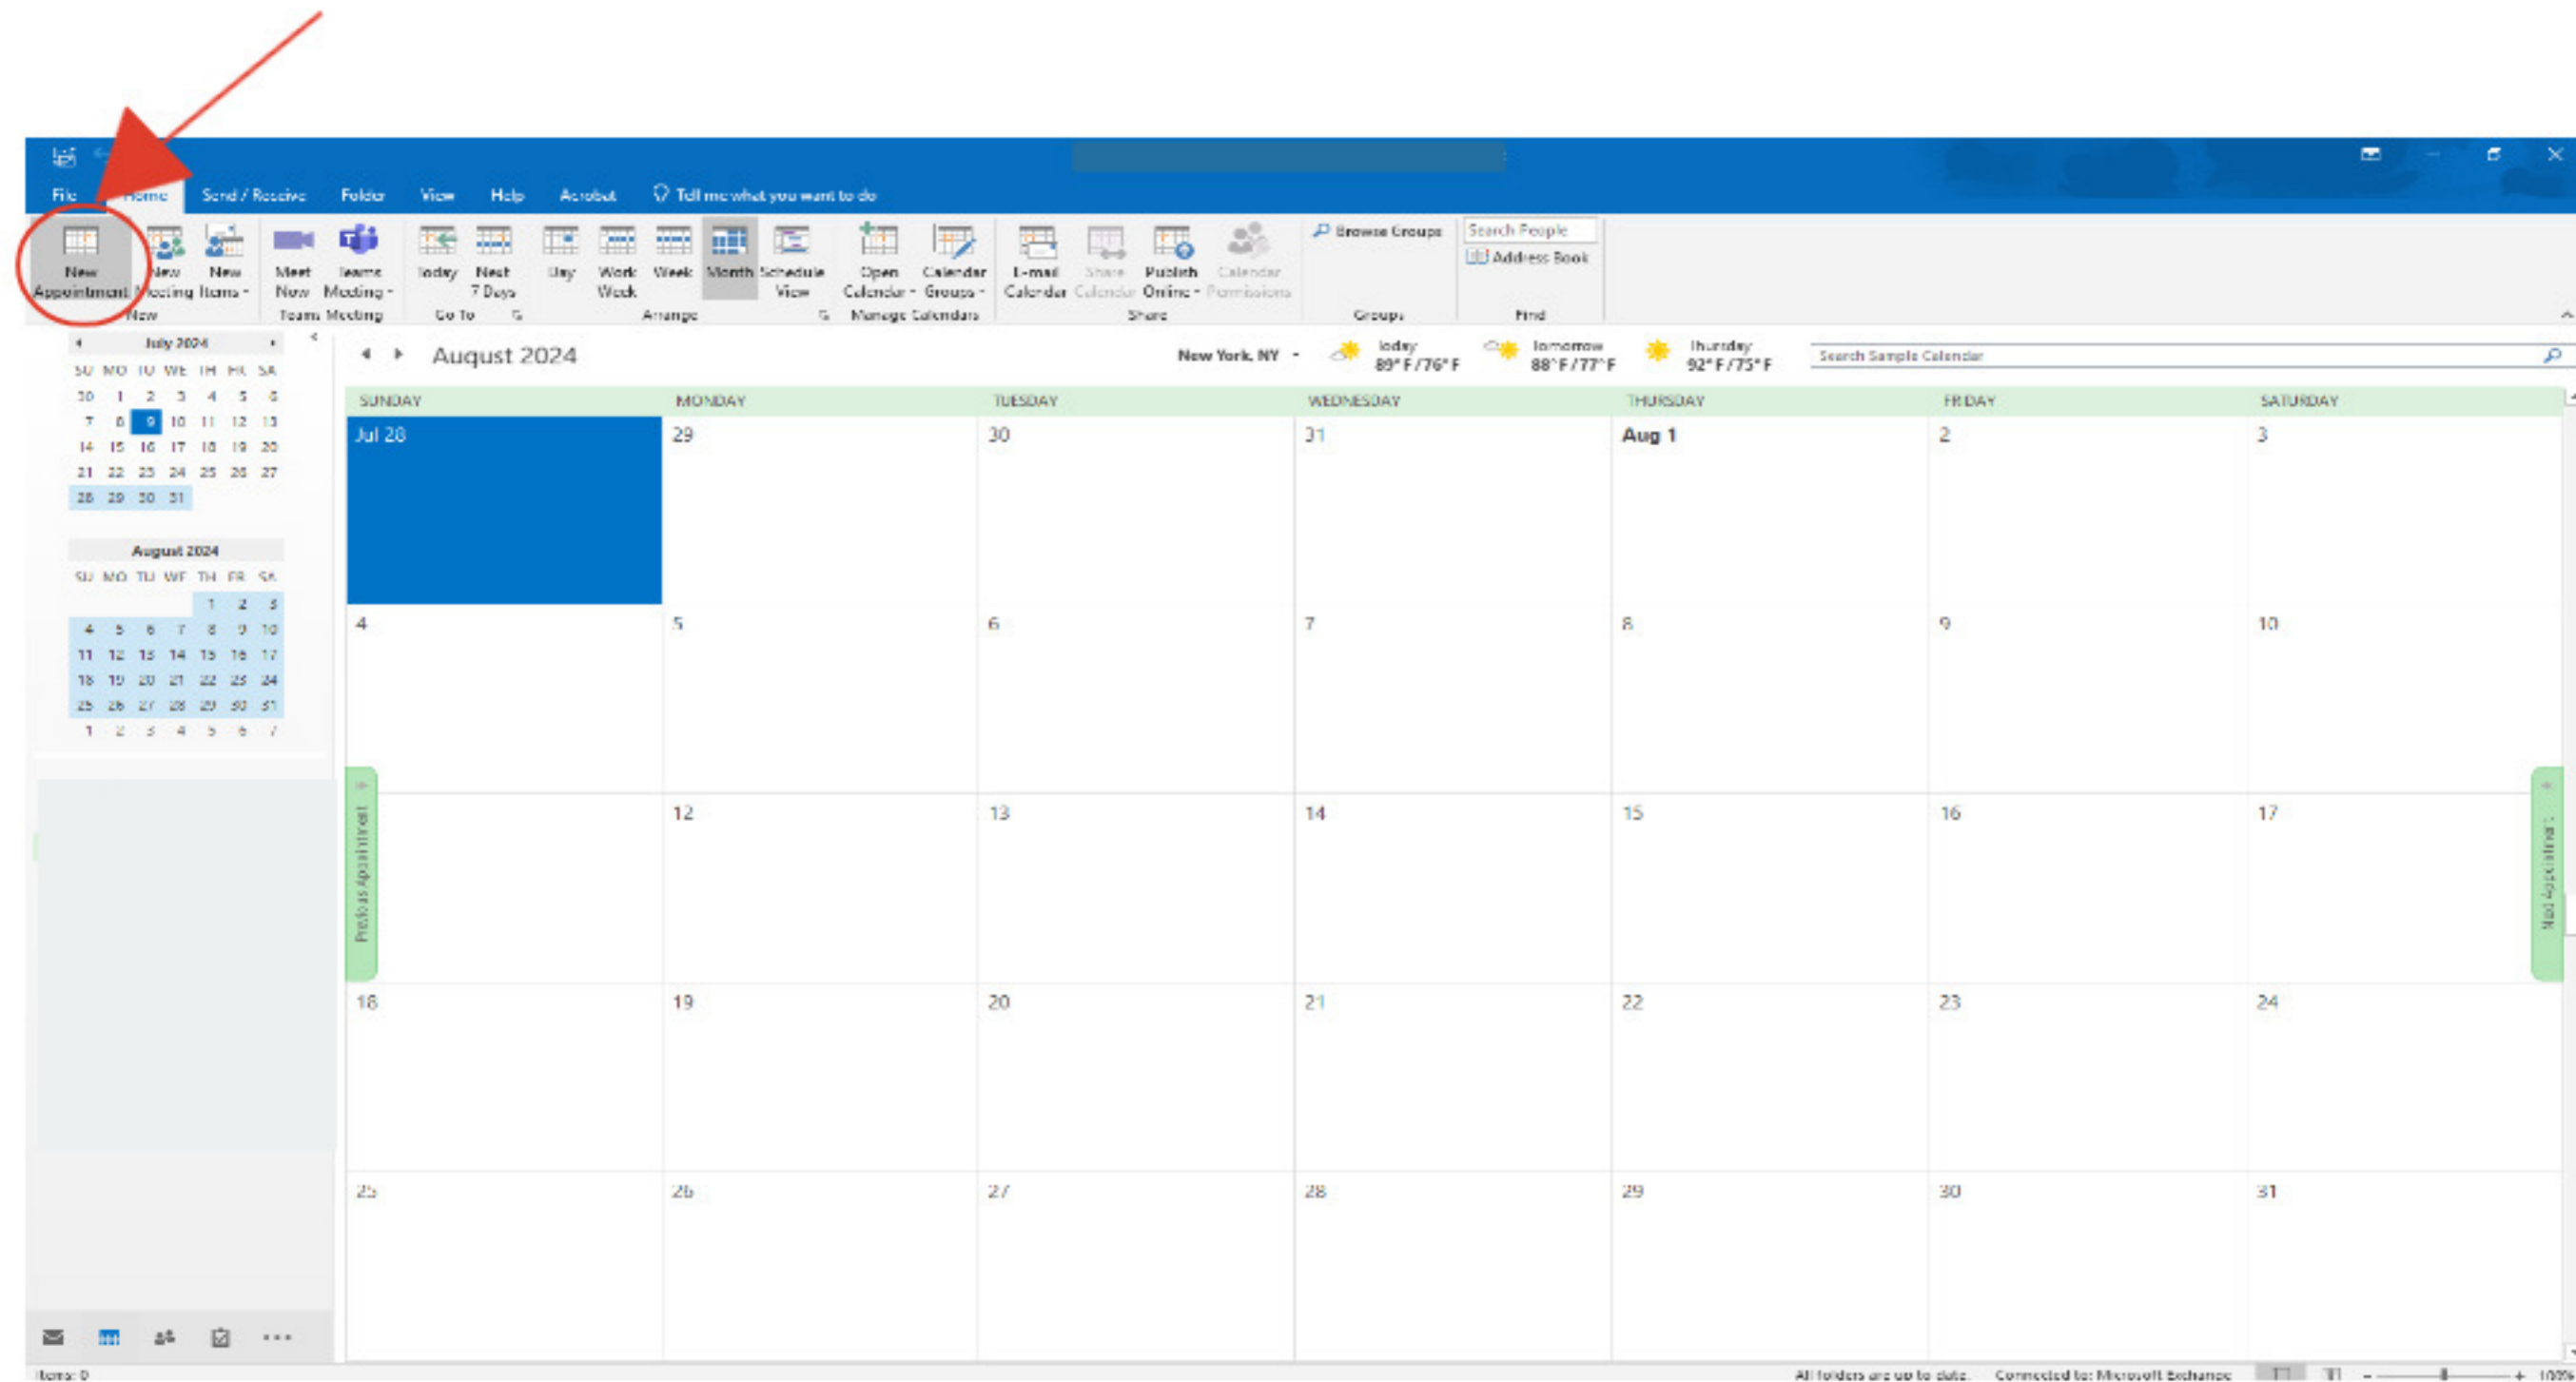 File Home Send / Receive Folder View Help Acrobat Tell me what you want to do
New Appointment
New Meeting
New Items
New
Meet Now
Teams Meeting
Teams Meeting
Today
Next 7 Days
Go To
Day
Work Week
Week
Month
Schedule View
Arrange
Open Calendar
Calendar Groups
Manage Calendars
E-mail Calendar
Share Calendar
Publish Online
Calendar Permissions
Share
Browse Groups
Groups
Search People
Address Book
Find
July 2024
SU MO TU WE TH FR SA
30 1 2 3 4 5 6
7 8 9 10 11 12 13
14 15 16 17 18 19 20
21 22 23 24 25 26 27
28 29 30 31
August 2024
SU MO TU WE TH FR SA
1 2 3
4 5 6 7 8 9 10
11 12 13 14 15 16 17
18 19 20 21 22 23 24
25 26 27 28 29 30 31
1 2 3 4 5 6 7
August 2024
New York, NY
Today
89°F/76°F
Tomorrow
88°F/77°F
Thursday
92°F/75°F
Search Sample Calendar
SUNDAY MONDAY TUESDAY WEDNESDAY THURSDAY FRIDAY SATURDAY
Jul 28 29 30 31 Aug 1 2 3
4 5 6 7 8 9 10
12 13 14 15 16 17
18 19 20 21 22 23 24
25 26 27 28 29 30 31
Previous Appointment
Next Appointment
Items: 0
All folders are up to date. Connected to: Microsoft Exchange 100%